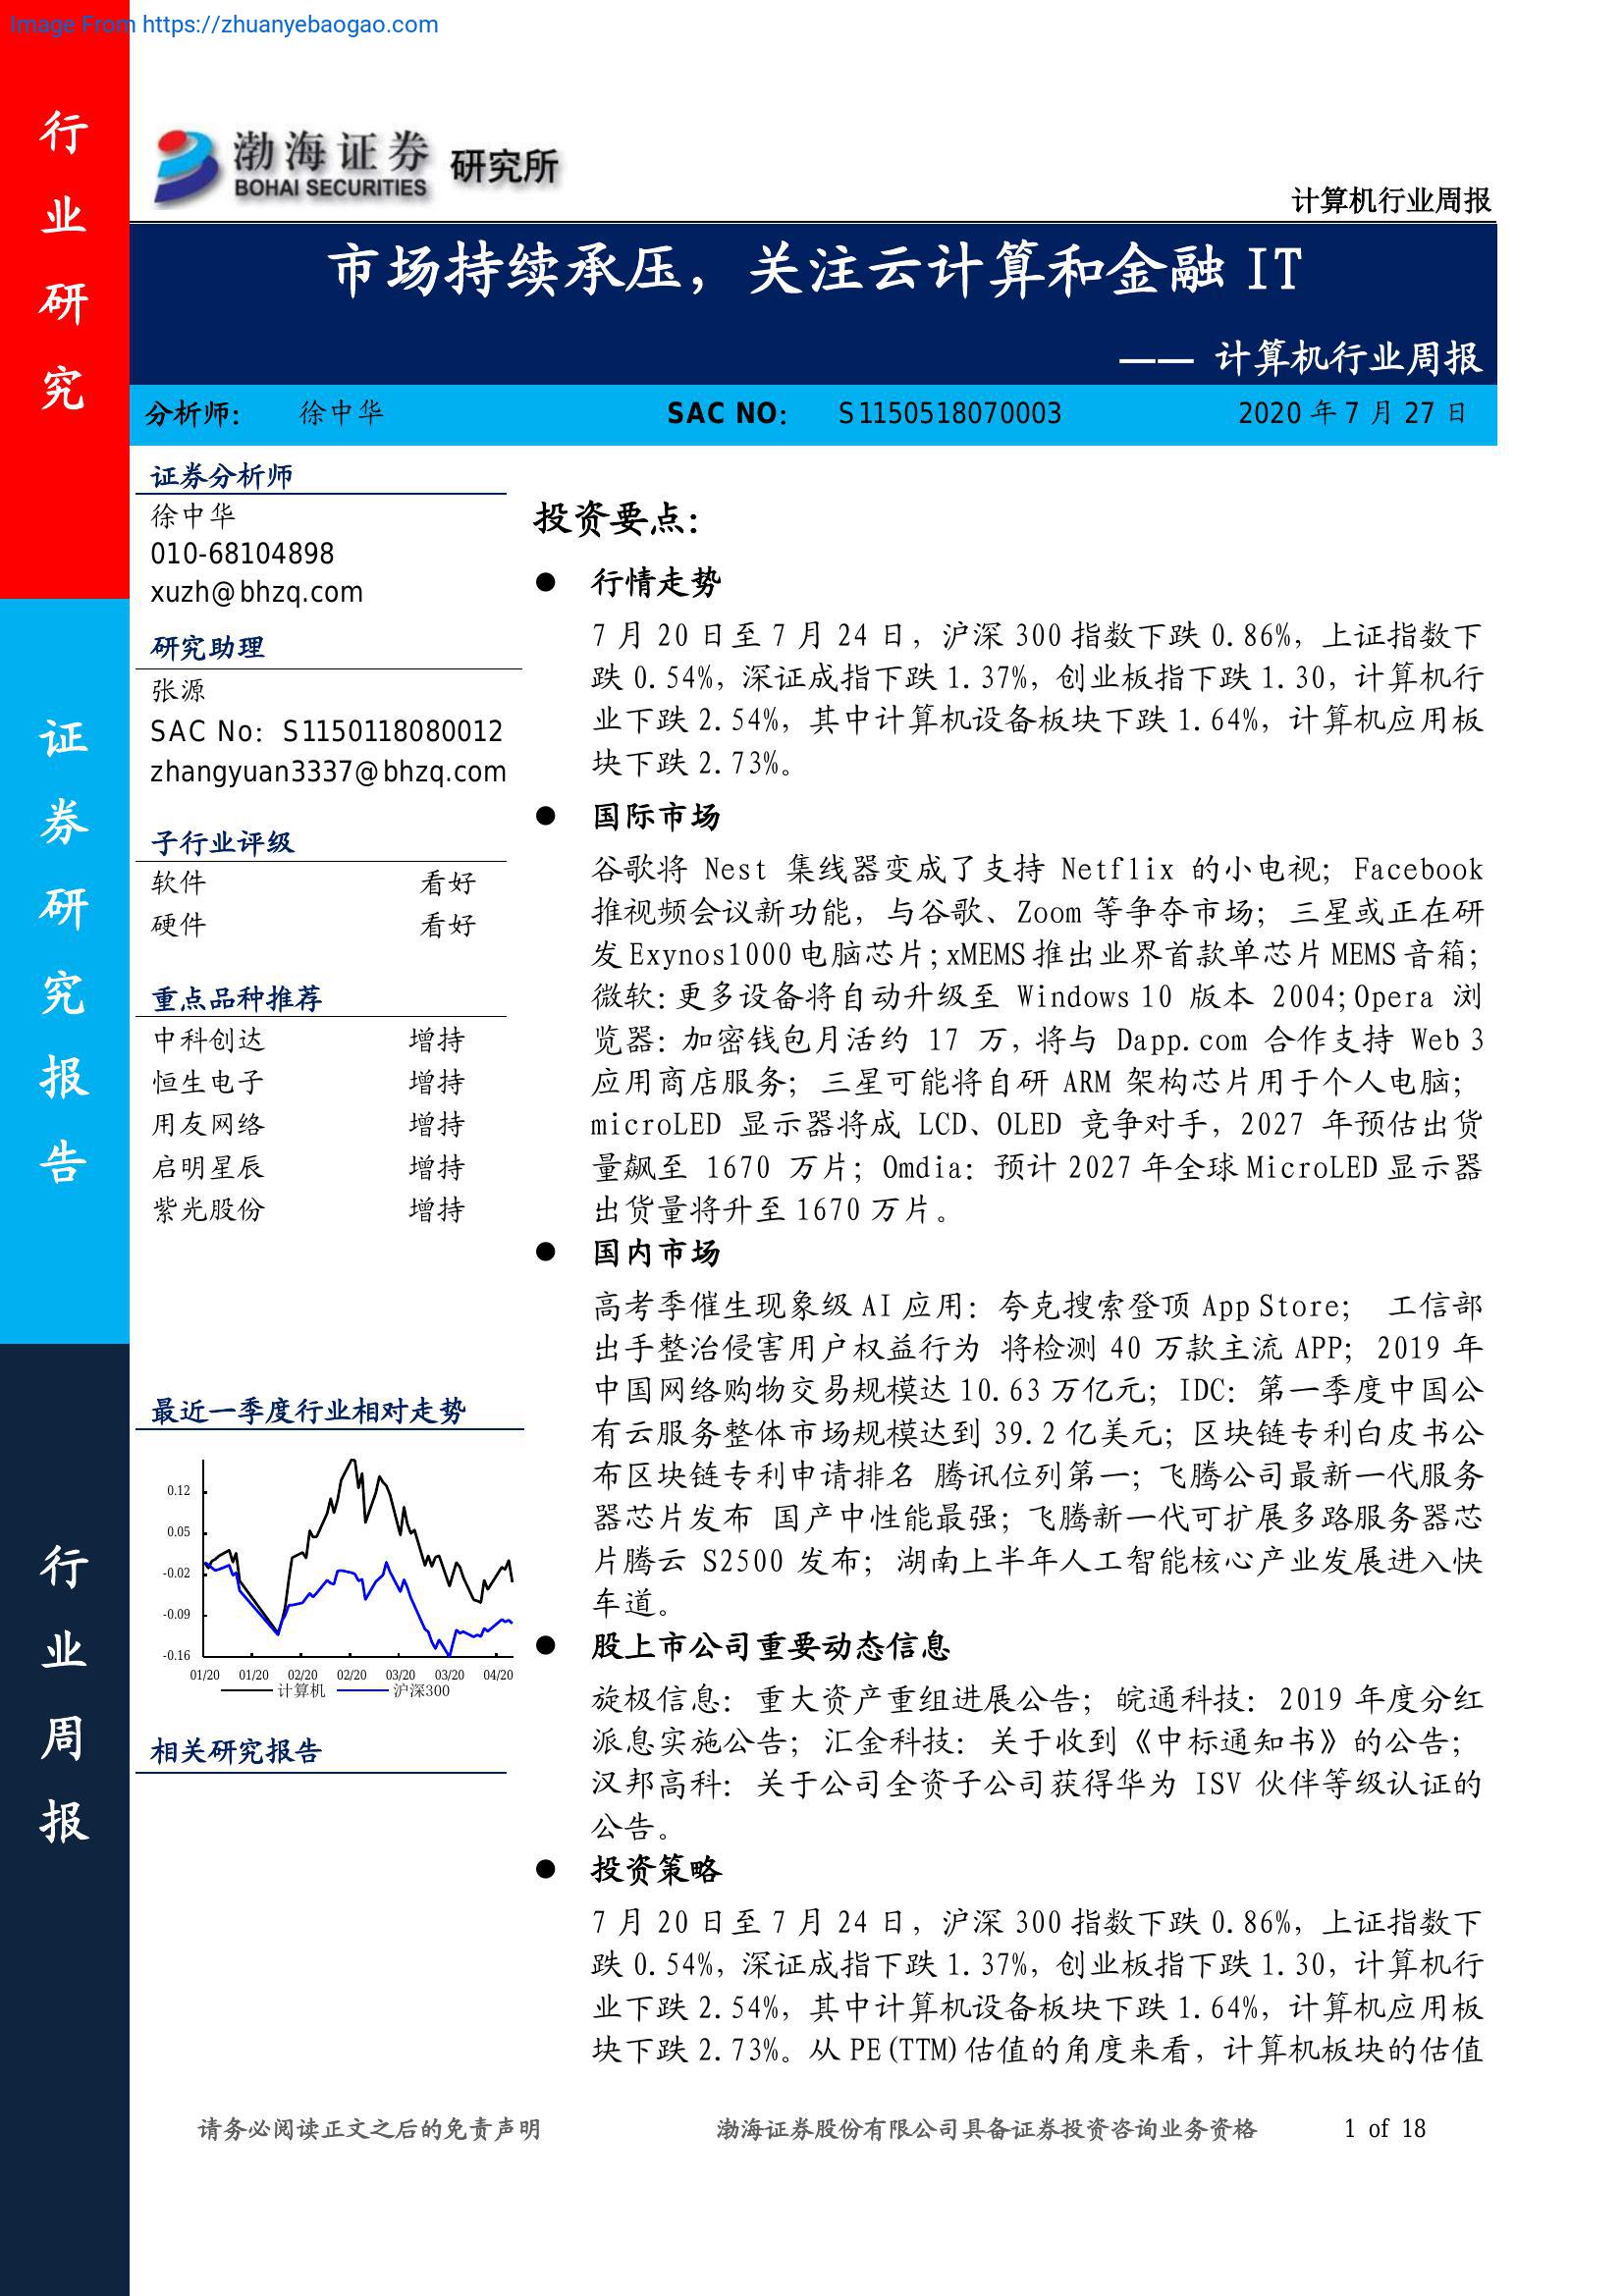 Image From https://zhuanyebaogao.com
行业研究
证券研究报告
行业周报
渤海证券 研究所
BOHAI SECURITIES
计算机行业周报
市场持续承压，关注云计算和金融 IT
—— 计算机行业周报
分析师： 徐中华 SAC NO： S1150518070003 2020 年 7 月 27 日
证券分析师
徐中华
010-68104898
xuzh@bhzq.com
研究助理
张源
SAC No：S1150118080012
zhangyuan3337@bhzq.com
子行业评级
软件 看好
硬件 看好
重点品种推荐
中科创达 增持
恒生电子 增持
用友网络 增持
启明星辰 增持
紫光股份 增持
最近一季度行业相对走势
0.12
0.05
-0.02
-0.09
-0.16
01/20 01/20 02/20 02/20 03/20 03/20 04/20
计算机 沪深300
相关研究报告
投资要点：
● 行情走势
7 月 20 日至 7 月 24 日，沪深 300 指数下跌 0.86%，上证指数下
跌 0.54%，深证成指下跌 1.37%，创业板指下跌 1.30，计算机行
业下跌 2.54%，其中计算机设备板块下跌 1.64%，计算机应用板
块下跌 2.73%。
● 国际市场
谷歌将 Nest 集线器变成了支持 Netflix 的小电视；Facebook
推视频会议新功能，与谷歌、Zoom 等争夺市场；三星或正在研
发 Exynos1000 电脑芯片；xMEMS 推出业界首款单芯片 MEMS 音箱；
微软：更多设备将自动升级至 Windows 10 版本 2004；Opera 浏
览器：加密钱包月活约 17 万，将与 Dapp.com 合作支持 Web 3
应用商店服务；三星可能将自研 ARM 架构芯片用于个人电脑；
microLED 显示器将成 LCD、OLED 竞争对手，2027 年预估出货
量飙至 1670 万片；Omdia：预计 2027 年全球 MicroLED 显示器
出货量将升至 1670 万片。
● 国内市场
高考季催生现象级 AI 应用：夸克搜索登顶 App Store； 工信部
出手整治侵害用户权益行为 将检测 40 万款主流 APP；2019 年
中国网络购物交易规模达 10.63 万亿元；IDC：第一季度中国公
有云服务整体市场规模达到 39.2 亿美元；区块链专利白皮书公
布区块链专利申请排名 腾讯位列第一；飞腾公司最新一代服务
器芯片发布 国产中性能最强；飞腾新一代可扩展多路服务器芯
片腾云 S2500 发布；湖南上半年人工智能核心产业发展进入快
车道。
● 股上市公司重要动态信息
旋极信息：重大资产重组进展公告；皖通科技：2019 年度分红
派息实施公告；汇金科技：关于收到《中标通知书》的公告；
汉邦高科：关于公司全资子公司获得华为 ISV 伙伴等级认证的
公告。
● 投资策略
7 月 20 日至 7 月 24 日，沪深 300 指数下跌 0.86%，上证指数下
跌 0.54%，深证成指下跌 1.37%，创业板指下跌 1.30，计算机行
业下跌 2.54%，其中计算机设备板块下跌 1.64%，计算机应用板
块下跌 2.73%。从 PE(TTM)估值的角度来看，计算机板块的估值
请务必阅读正文之后的免责声明 渤海证券股份有限公司具备证券投资咨询业务资格 1 of 18